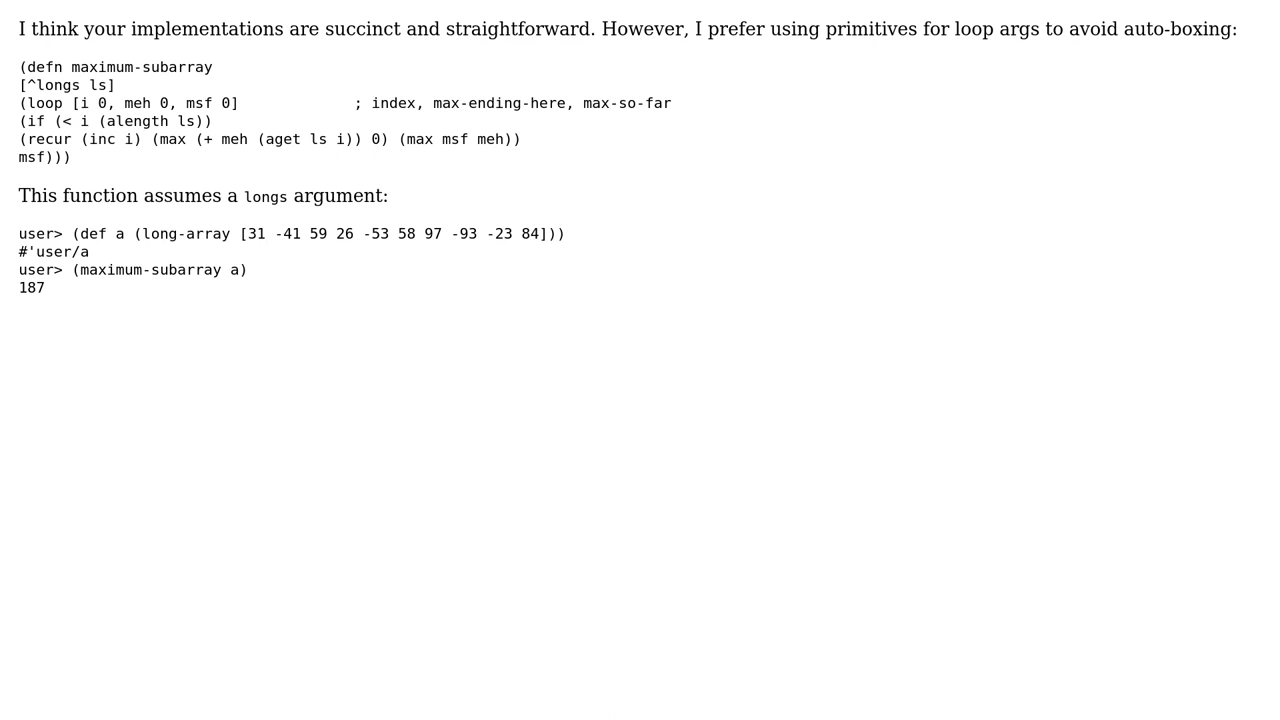 I think your implementations are succinct and straightforward. However, I prefer using primitives for loop args to avoid auto-boxing:
(defn maximum-subarray
[^longs ls]
(loop [i 0, meh 0, msf 0]             ; index, max-ending-here, max-so-far
(if (< i (alength ls))
(recur (inc i) (max (+ meh (aget ls i)) 0) (max msf meh))
msf)))
This function assumes a longs argument:
user> (def a (long-array [31 -41 59 26 -53 58 97 -93 -23 84]))
#'user/a
user> (maximum-subarray a)
187